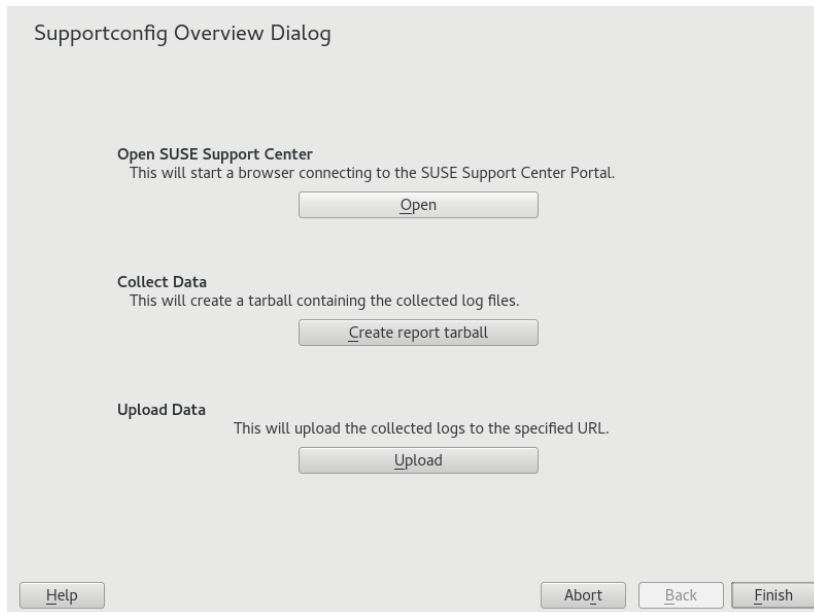 Supportconfig Overview Dialog
Open SUSE Support Center
This will start a browser connecting to the SUSE Support Center Portal.
Open
Collect Data
This will create a tarball containing the collected log files.
Create report tarball
Upload Data
This will upload the collected logs to the specified URL.
Upload
Help
Abort
Back
Finish